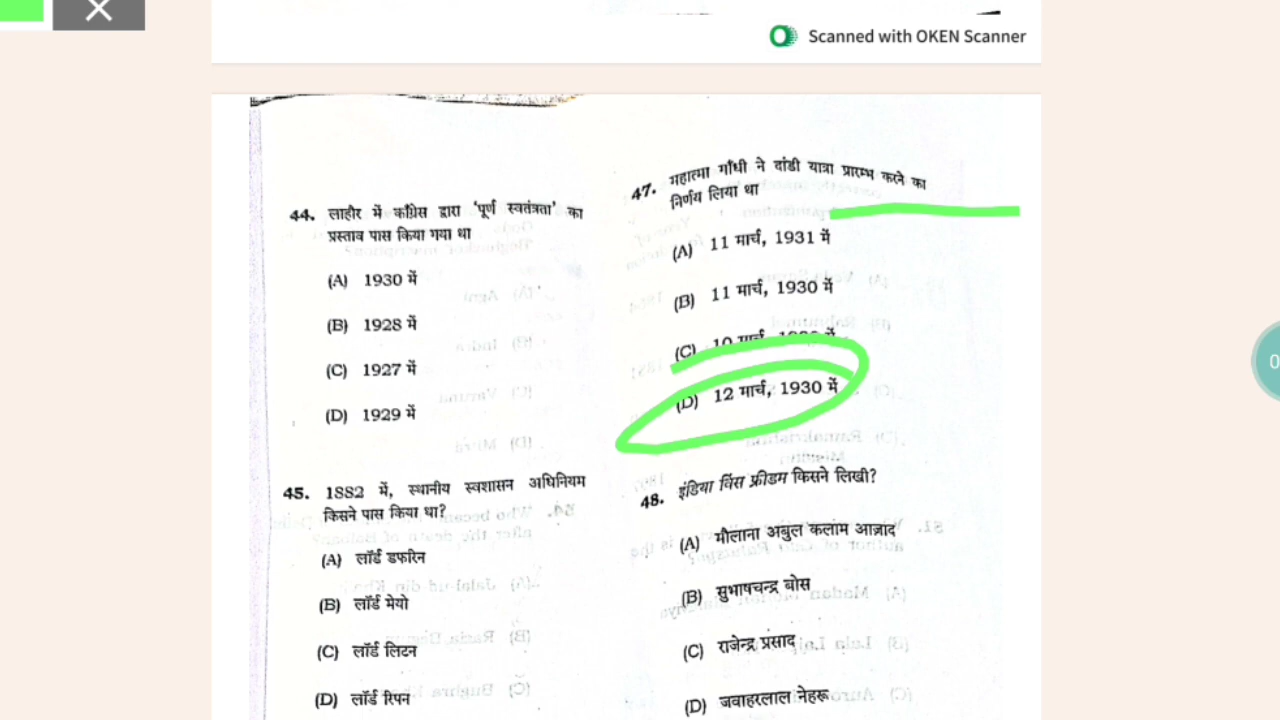 Scanned with OKEN Scanner
44. लाहौर में काँग्रेस द्वारा 'पूर्ण स्वतंत्रता' का
प्रस्ताव पास किया गया था
(A) 1930 में
(B) 1928 में
(C) 1927 में
(D) 1929 में
45. 1882 में, स्थानीय स्वशासन अधिनियम
किसने पास किया था?
(A) लॉर्ड डफरिन
(B) लॉर्ड मेयो
(C) लॉर्ड लिटन
(D) लॉर्ड रिपन
47. महात्मा गाँधी ने दांडी यात्रा प्रारम्भ करने का
निर्णय लिया था
(A) 11 मार्च, 1931 में
(B) 11 मार्च, 1930 में
(C) 10 मार्च, में
(D) 12 मार्च, 1930 में
48. इंडिया विंस फ्रीडम किसने लिखी?
(A) मौलाना अबुल कलाम आज़ाद
(B) सुभाषचन्द्र बोस
(C) राजेन्द्र प्रसाद
(D) जवाहरलाल नेहरू